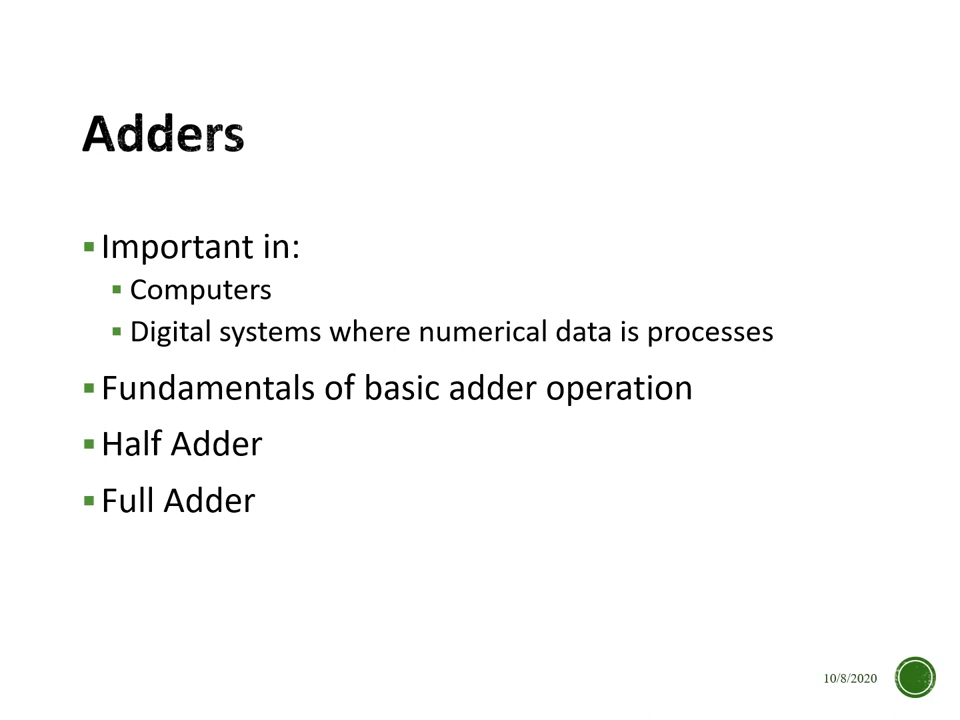 Adders
▪ Important in:
▪ Computers
▪ Digital systems where numerical data is processes
▪ Fundamentals of basic adder operation
▪ Half Adder
▪ Full Adder
10/8/2020